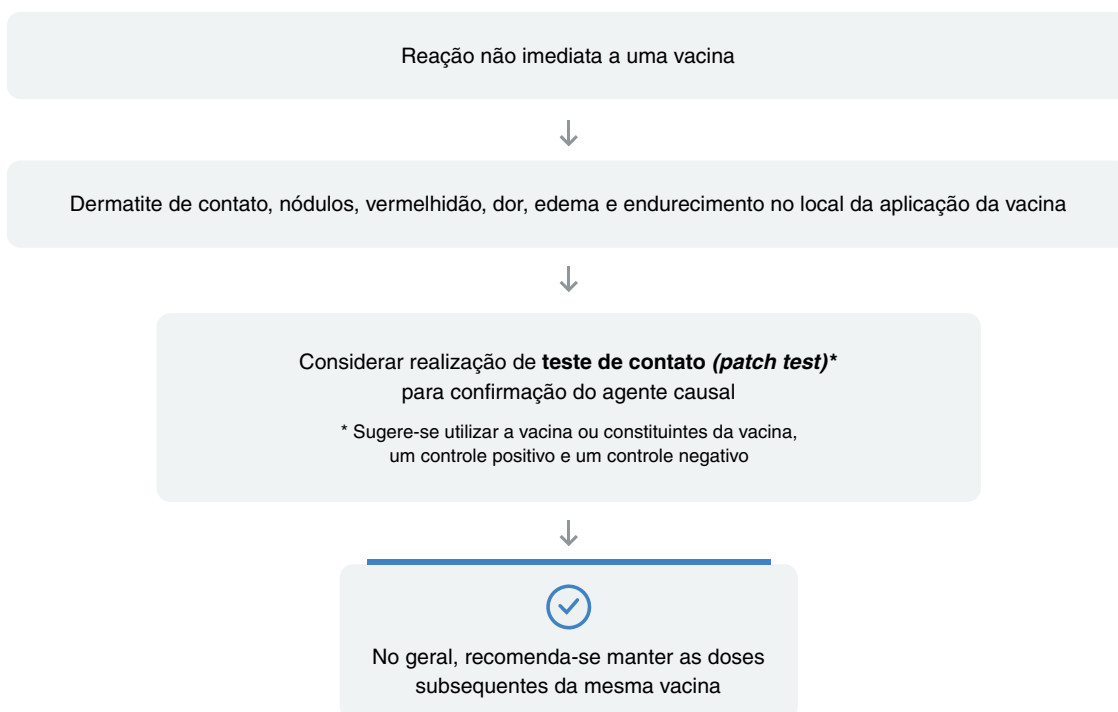 Reação não imediata a uma vacina
Dermatite de contato, nódulos, vermelhidão, dor, edema e endurecimento no local da aplicação da vacina
Considerar realização de teste de contato (patch test)*
para confirmação do agente causal
* Sugere-se utilizar a vacina ou constituintes da vacina,
um controle positivo e um controle negativo
No geral, recomenda-se manter as doses
subsequentes da mesma vacina